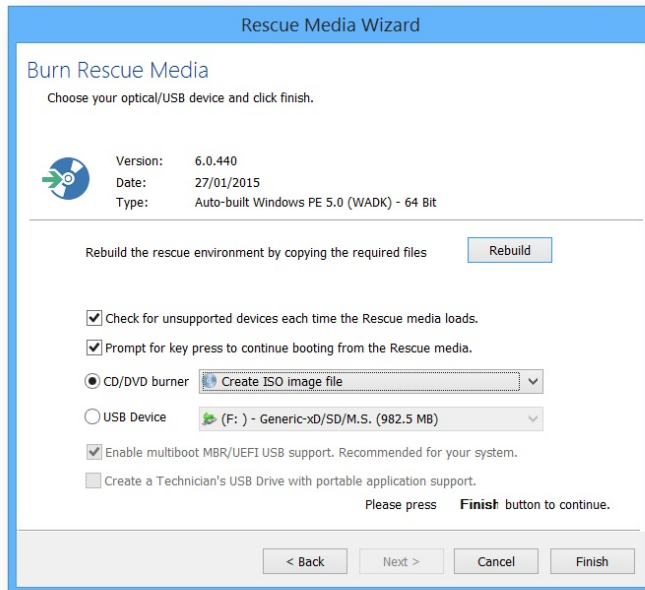 Rescue Media Wizard
Burn Rescue Media
Choose your optical/USB device and click finish.
Version: 6.0.440
Date: 27/01/2015
Type: Auto-built Windows PE 5.0 (WADK) - 64 Bit
Rebuild the rescue environment by copying the required files Rebuild
Check for unsupported devices each time the Rescue media loads.
Prompt for key press to continue booting from the Rescue media.
CD/DVD burner Create ISO image file
USB Device (F: ) - Generic-xD/SD/M.S. (982.5 MB)
Enable multiboot MBR/UEFI USB support. Recommended for your system.
Create a Technician's USB Drive with portable application support.
Please press Finish button to continue.
< Back Next > Cancel Finish